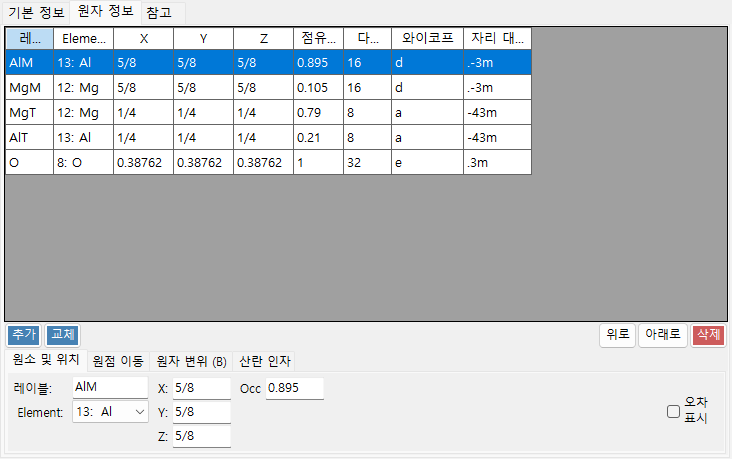 기본 정보 원자 정보 참고
레... Eleme... X Y Z 점유... 다... 와이코프 자리 대...
AlM 13: Al 5/8 5/8 5/8 0.895 16 d .-3m
MgM 12: Mg 5/8 5/8 5/8 0.105 16 d .-3m
MgT 12: Mg 1/4 1/4 1/4 0.79 8 a -43m
AlT 13: Al 1/4 1/4 1/4 0.21 8 a -43m
O 8: O 0.38762 0.38762 0.38762 1 32 e .3m
추가 교체 위로 아래로 삭제
원소 및 위치 원점 이동 원자 변위 (B) 산란 인자
레이블: AlM X: 5/8 Occ 0.895
Element: 13: Al Y: 5/8
Z: 5/8
오차
표시